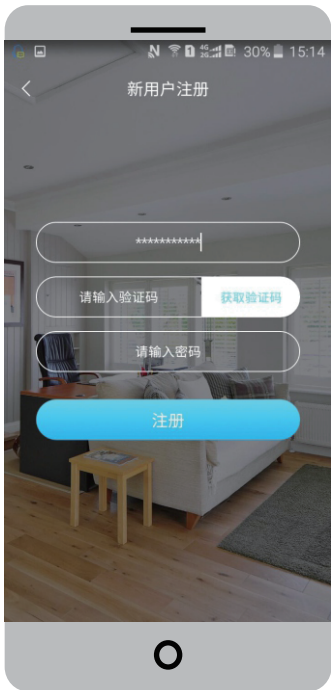 30% 15:14
新用户注册
***********
请输入验证码 获取验证码
请输入密码
注册